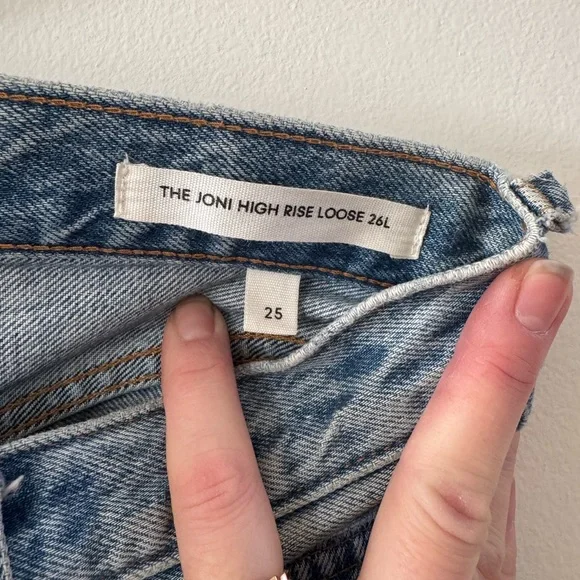 THE JONI HIGH RISE LOOSE 26L
25